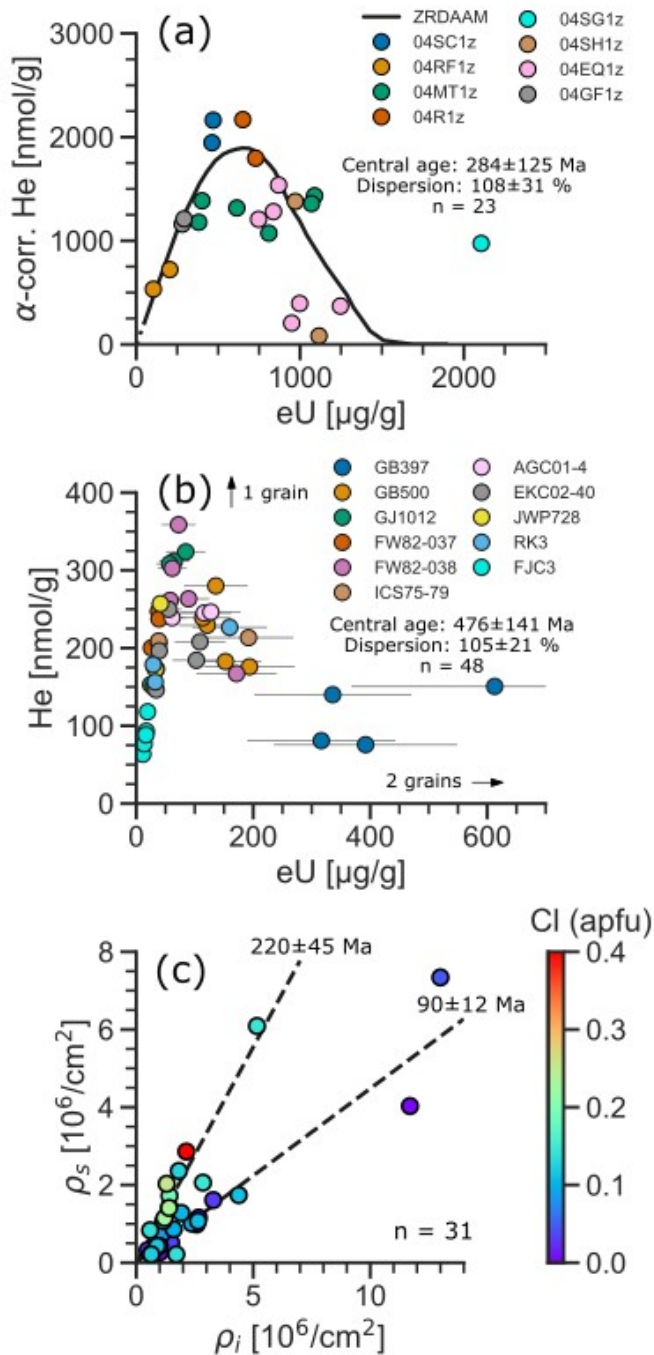 (a)
ZRDAAM
04SC1z
04RF1z
04MT1z
04R1z
04SG1z
04SH1z
04EQ1z
04GF1z
Central age: 284±125 Ma
Dispersion: 108±31 %
n = 23
α-corr. He [nmol/g]
3000
2000
1000
0
0 1000 2000
eU [µg/g]
(b)
1 grain
GB397
GB500
GJ1012
FW82-037
FW82-038
ICS75-79
AGC01-4
EKC02-40
JWP728
RK3
FJC3
Central age: 476±141 Ma
Dispersion: 105±21 %
n = 48
2 grains
He [nmol/g]
400
300
200
100
0
0 200 400 600
eU [µg/g]
(c)
220±45 Ma
90±12 Ma
n = 31
ρs [10⁶/cm²]
8
6
4
2
0
0 5 10
ρi [10⁶/cm²]
Cl (apfu)
0.4
0.3
0.2
0.1
0.0